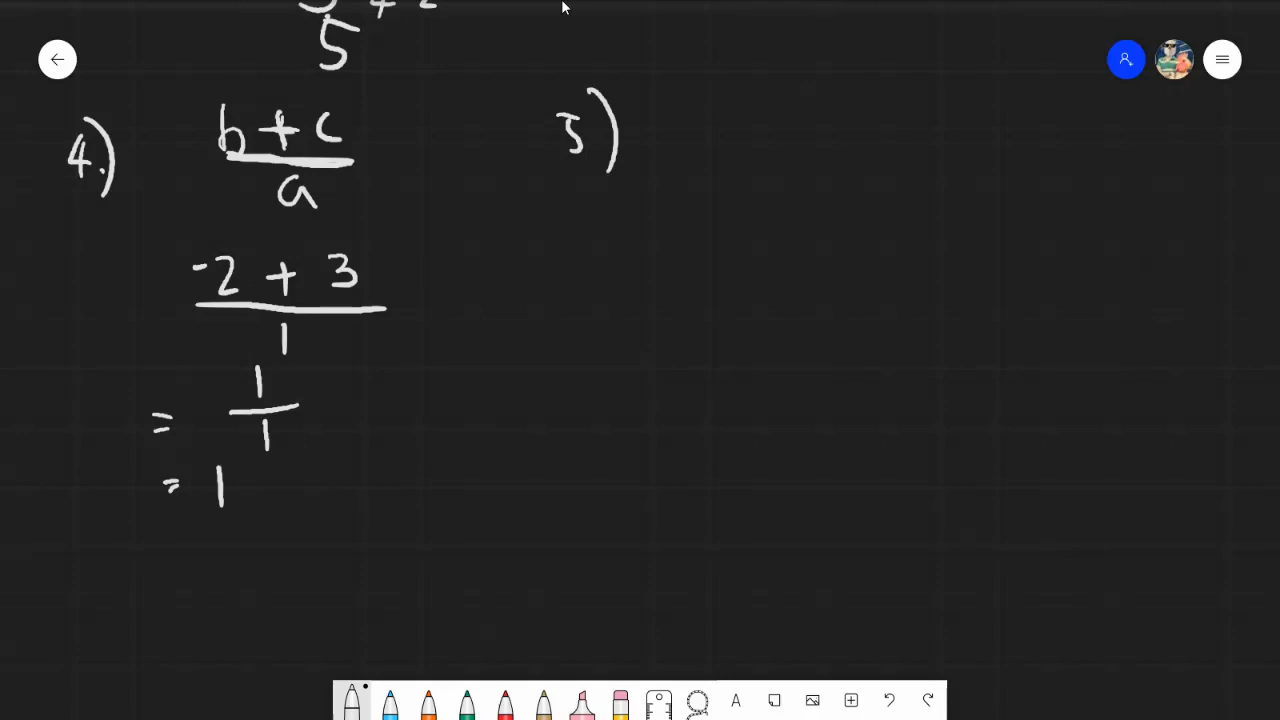 5
4.) b + c
a
5)
-2 + 3
1
1
= 1
= 1
A